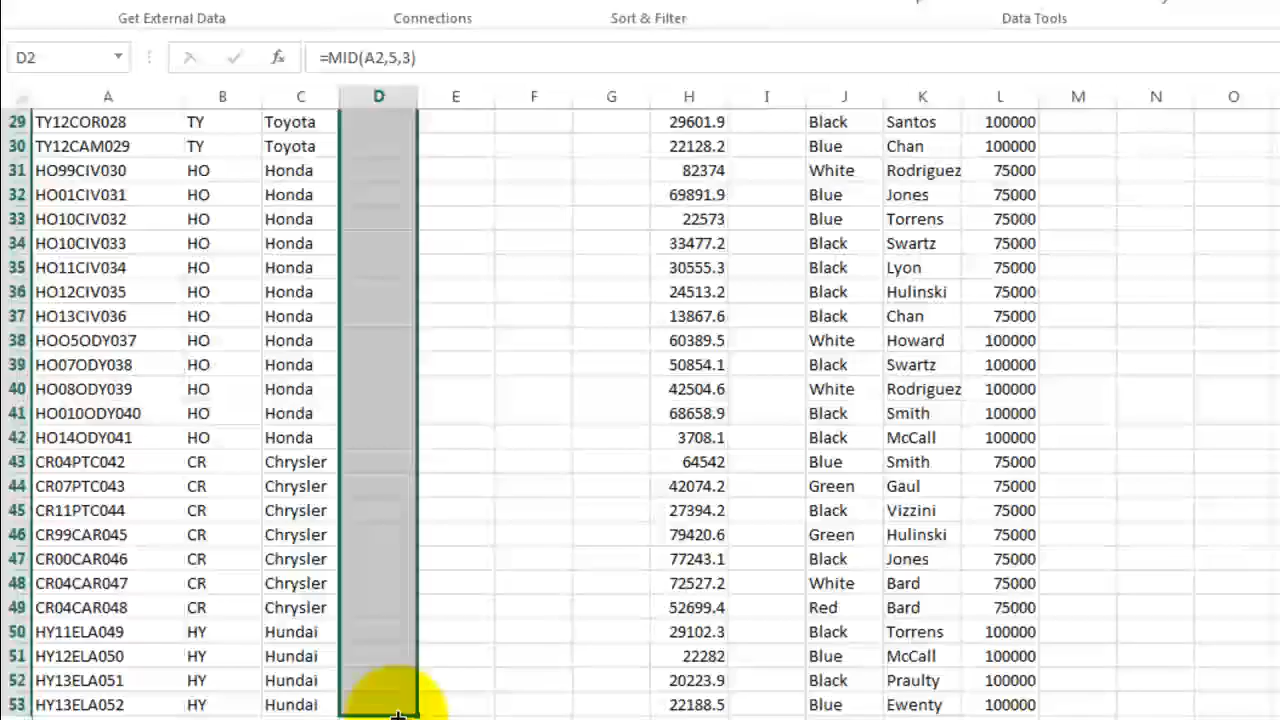 Get External Data Connections Sort & Filter Data Tools
D2 fx =MID(A2,5,3)
A B C D E F G H I J K L M N O
29 TY12COR028 TY Toyota 29601.9 Black Santos 100000
30 TY12CAM029 TY Toyota 22128.2 Blue Chan 100000
31 HO99CIV030 HO Honda 82374 White Rodriguez 75000
32 HO01CIV031 HO Honda 69891.9 Blue Jones 75000
33 HO10CIV032 HO Honda 22573 Blue Torrens 75000
34 HO10CIV033 HO Honda 33477.2 Black Swartz 75000
35 HO11CIV034 HO Honda 30555.3 Black Lyon 75000
36 HO12CIV035 HO Honda 24513.2 Black Hulinski 75000
37 HO13CIV036 HO Honda 13867.6 Black Chan 75000
38 HOO5ODY037 HO Honda 60389.5 White Howard 100000
39 HO07ODY038 HO Honda 50854.1 Black Swartz 100000
40 HO08ODY039 HO Honda 42504.6 White Rodriguez 100000
41 HO010ODY040 HO Honda 68658.9 Black Smith 100000
42 HO14ODY041 HO Honda 3708.1 Black McCall 100000
43 CR04PTC042 CR Chrysler 64542 Blue Smith 75000
44 CR07PTC043 CR Chrysler 42074.2 Green Gaul 75000
45 CR11PTC044 CR Chrysler 27394.2 Black Vizzini 75000
46 CR99CAR045 CR Chrysler 79420.6 Green Hulinski 75000
47 CR00CAR046 CR Chrysler 77243.1 Black Jones 75000
48 CR04CAR047 CR Chrysler 72527.2 White Bard 75000
49 CR04CAR048 CR Chrysler 52699.4 Red Bard 75000
50 HY11ELA049 HY Hundai 29102.3 Black Torrens 100000
51 HY12ELA050 HY Hundai 22282 Blue McCall 100000
52 HY13ELA051 HY Hundai 20223.9 Black Praulty 100000
53 HY13ELA052 HY Hundai 22188.5 Blue Ewenty 100000